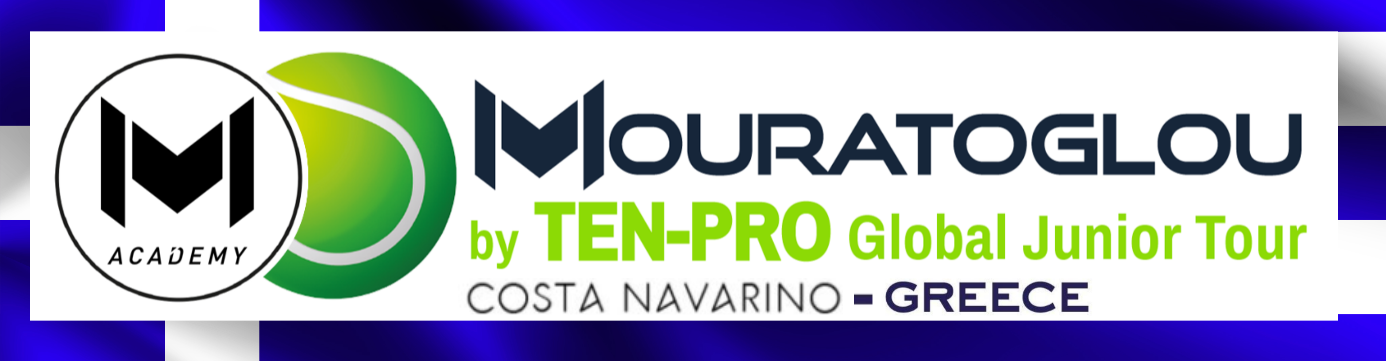 M
ACADEMY
MOURATOGLOU
by TEN-PRO Global Junior Tour
COSTA NAVARINO - GREECE